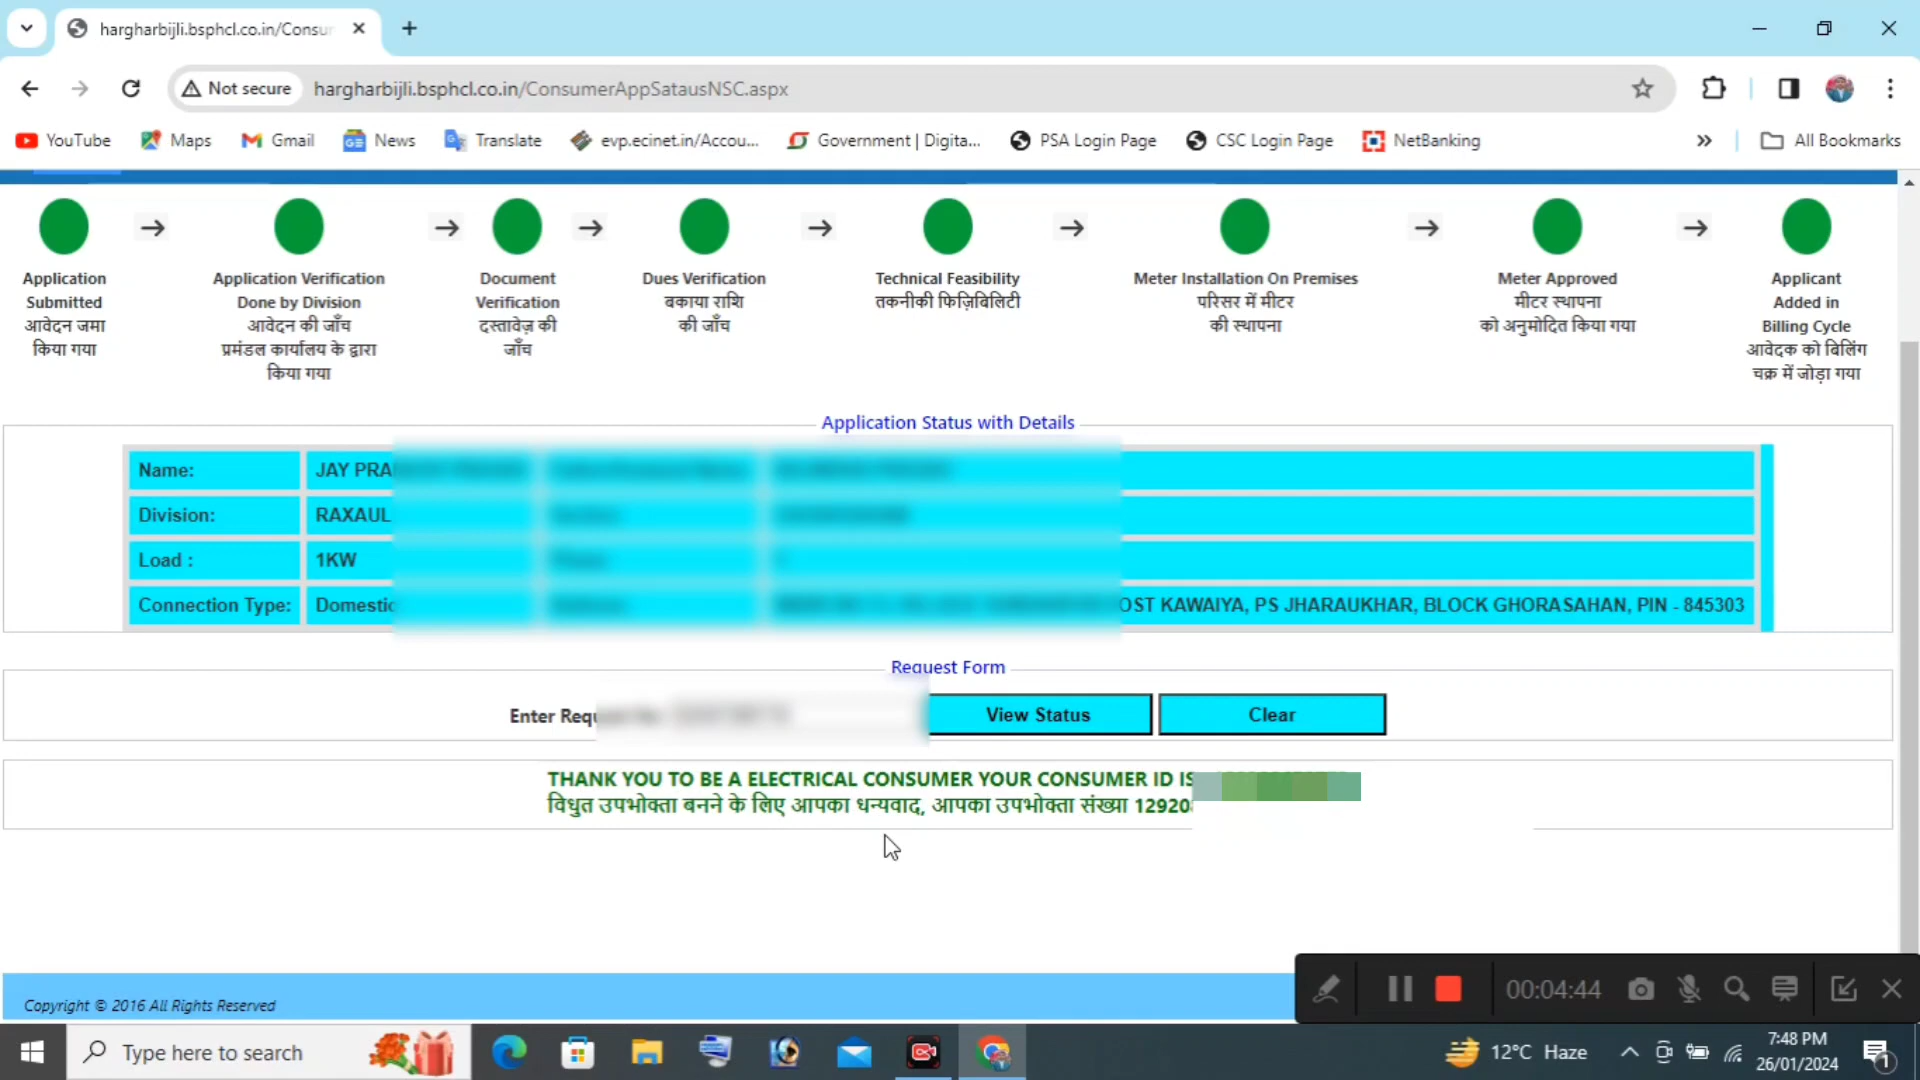 hargharbijli.bsphcl.co.in/Consur
Not secure
hargharbijli.bsphcl.co.in/ConsumerAppSatausNSC.aspx
YouTube
Maps
Gmail
News
Translate
evp.ecinet.in/Accou...
Government | Digita...
PSA Login Page
CSC Login Page
NetBanking
All Bookmarks
Application
Submitted
आवेदन जमा
किया गया
Application Verification
Done by Division
आवेदन की जाँच
प्रमंडल कार्यालय के द्वारा
किया गया
Document
Verification
दस्तावेज़ की
जाँच
Dues Verification
बकाया राशि
की जाँच
Technical Feasibility
तकनीकी फिज़िबिलिटी
Meter Installation On Premises
परिसर में मीटर
की स्थापना
Meter Approved
मीटर स्थापना
को अनुमोदित किया गया
Applicant
Added in
Billing Cycle
आवेदक को बिलिंग
चक्र में जोड़ा गया
Application Status with Details
Name: JAY
Division: RAXAUL
Load : 1KW
Connection Type: Domestic KAWAIYA, PS JHARAUKHAR, BLOCK GHORASAHAN, PIN - 845303
Request Form
Enter
View Status
Clear
THANK YOU TO BE A ELECTRICAL CONSUMER YOUR CONSUMER ID IS
विधुत उपभोक्ता बनने के लिए आपका धन्यवाद, आपका उपभोक्ता संख्या
Copyright © 2016 All Rights Reserved
00:04:44
Type here to search
12°C Haze
7:48 PM
26/01/2024
1